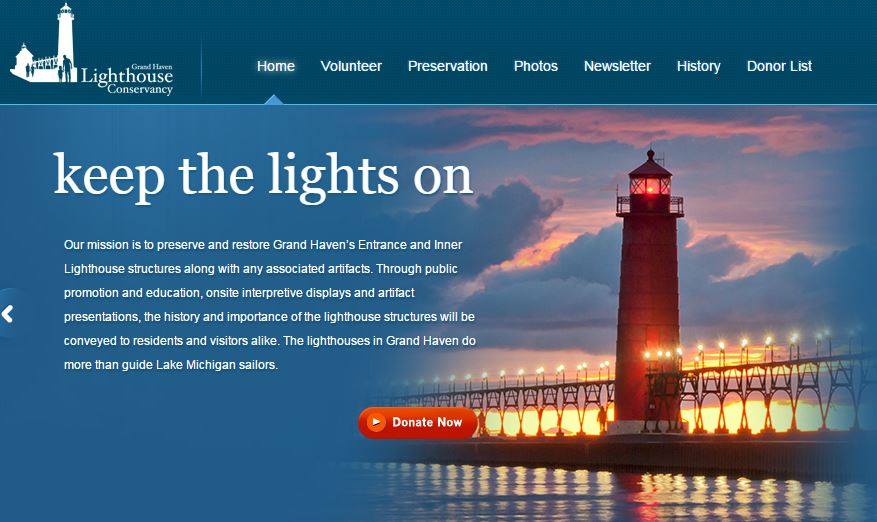 Grand Haven
Lighthouse
Conservancy
Home Volunteer Preservation Photos Newsletter History Donor List
keep the lights on
Our mission is to preserve and restore Grand Haven's Entrance and Inner
Lighthouse structures along with any associated artifacts. Through public
promotion and education, onsite interpretive displays and artifact
presentations, the history and importance of the lighthouse structures will be
conveyed to residents and visitors alike. The lighthouses in Grand Haven do
more than guide Lake Michigan sailors.
Donate Now